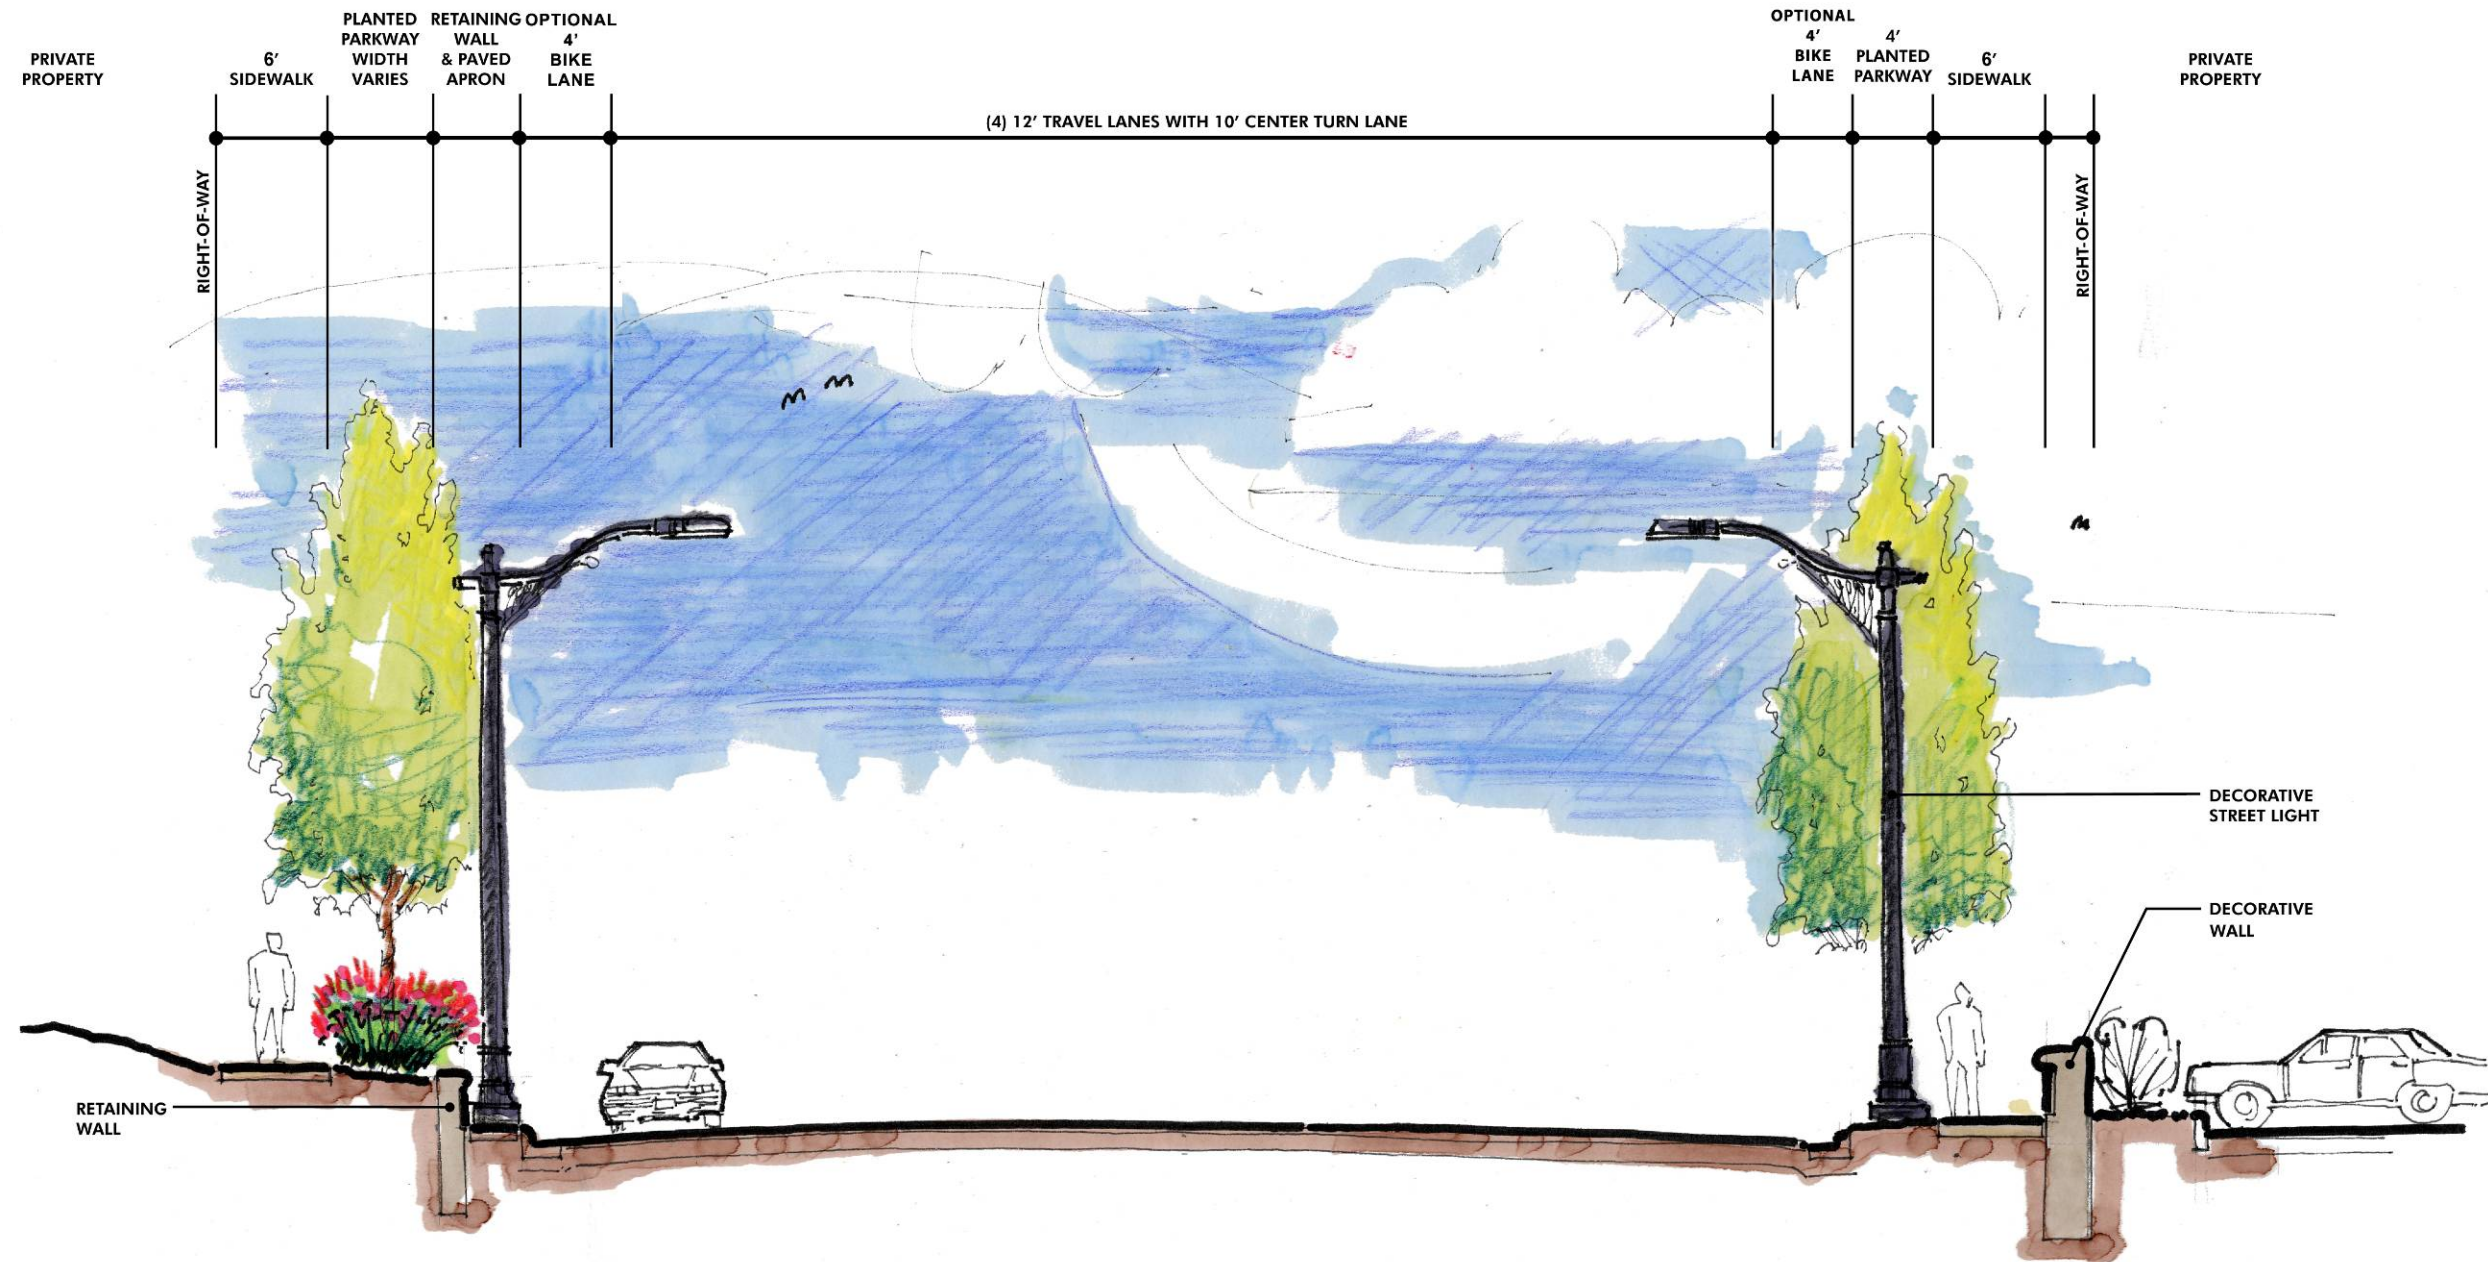 PRIVATE
PROPERTY
6'
SIDEWALK
PLANTED
PARKWAY
WIDTH
VARIES
RETAINING
WALL
& PAVED
APRON
OPTIONAL
4'
BIKE
LANE
(4) 12' TRAVEL LANES WITH 10' CENTER TURN LANE
OPTIONAL
4'
BIKE
LANE
4'
PLANTED
PARKWAY
6'
SIDEWALK
PRIVATE
PROPERTY
RIGHT-OF-WAY
RIGHT-OF-WAY
DECORATIVE
STREET LIGHT
DECORATIVE
WALL
RETAINING
WALL